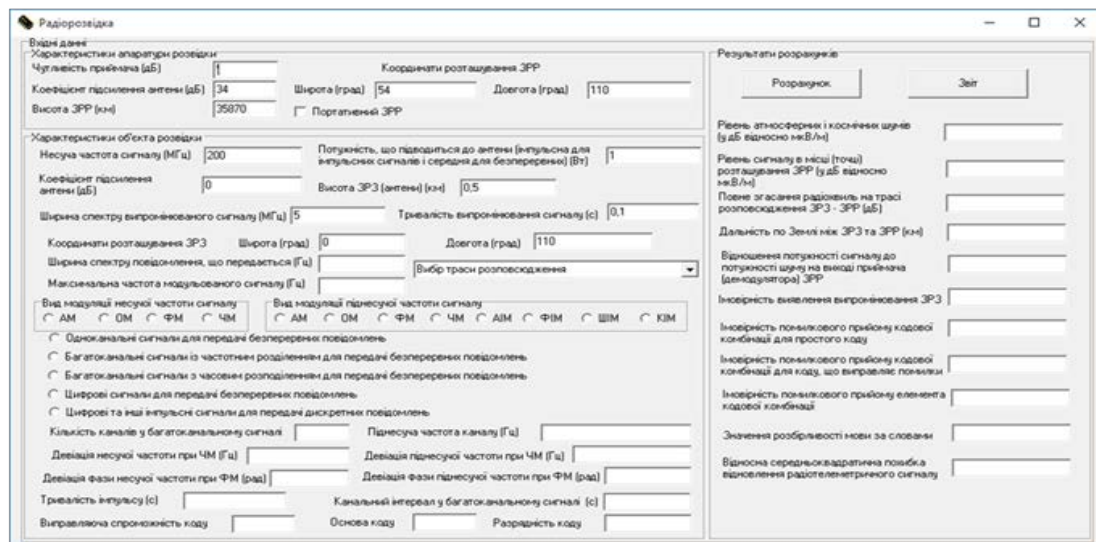 Радіорозвідка
Вхідні данні
Характеристики апаратури розвідки
Чутливість приймача (дБ) 1
Координати розташування ЗРР
Коефіцієнт підсилення антени (дБ) 34 Широта (град) 54 Довгота (град) 110
Висота ЗРР (км) 35870 Портативний ЗРР
Характеристики об'єкта розвідки
Несуча частота сигналу (МГц) 200
Потужність, що підводиться до антени (імпульсна для
імпульсних сигналів і середня для безперервних) (Вт) 1
Коефіцієнт підсилення
антени (дБ) 0
Висота ЗРЗ (антени) (км) 0,5
Ширина спектру випромінюваного сигналу (МГц) 5 Тривалість випромінювання сигналу (с) 0,1
Координати розташування ЗРЗ Широта (град) 0 Довгота (град) 110
Ширина спектру повідомлення, що передається (Гц)
Вибір траси розповсюдження
Максимальна частота модульованого сигналу (Гц)
Вид модуляції несучої частоти сигналу
АМ ОМ ФМ ЧМ
Вид модуляції піднесучої частоти сигналу
АМ ОМ ФМ ЧМ АІМ ФІМ ШІМ КІМ
Одноканальні сигнали для передачі безперервних повідомлень
Багатоканальні сигнали із частотним розділенням для передачі безперервних повідомлень
Багатоканальні сигнали з часовим розподіленням для передачі безперервних повідомлень
Цифрові сигнали для передачі безперервних повідомлень
Цифрові та інші імпульсні сигнали для передачі дискретних повідомлень
Кількість каналів у багатоканальному сигналі Піднесуча частота каналу (Гц)
Девіація несучої частоти при ЧМ (Гц) Девіація піднесучої частоти при ЧМ (Гц)
Девіація фази несучої частоти при ФМ (рад) Девіація фази піднесучої частоти при ФМ (рад)
Тривалість імпульсу (с) Канальний інтервал у багатоканальному сигналі (с)
Виправляюча спроможність коду Основа коду Разрядність коду
Результати розрахунків
Розрахунок Звіт
Рівень атмосферних і космічних шумів
(у дБ відносно мкВ/м)
Рівень сигналу в місці (точці)
розташування ЗРР (у дБ відносно
мкВ/м)
Повне згасання радіохвиль на трасі
розповсюдження ЗРЗ - ЗРР (дБ)
Дальність по Землі між ЗРЗ та ЗРР (км)
Відношення потужності сигналу до
потужності шуму на виході приймача
(демодулятора) ЗРР
Імовірність виявлення випромінювання ЗРЗ
Імовірність помилкового прийому кодової
комбінації для простого коду
Імовірність помилкового прийому кодової
комбінації для коду, що виправляє помилки
Імовірність помилкового прийому елемента
кодової комбінації
Значення розбірливості мови за словами
Відносна середньоквадратична похибка
відновлення радіотелеметричного сигналу